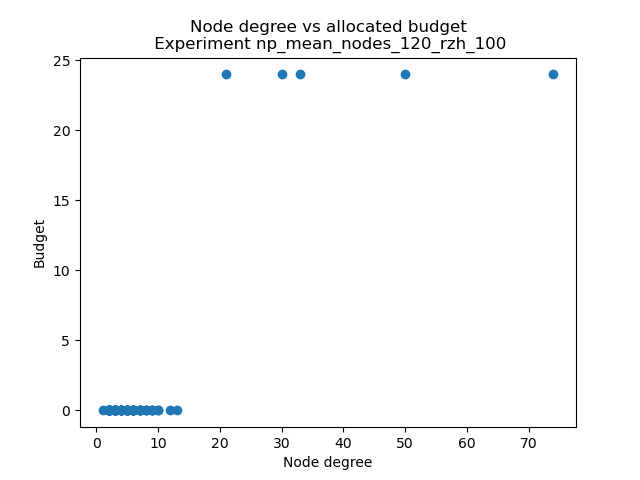 Node degree vs allocated budget
Experiment np_mean_nodes_120_rzh_100
Budget
25
20
15
10
5
0
0 10 20 30 40 50 60 70
Node degree